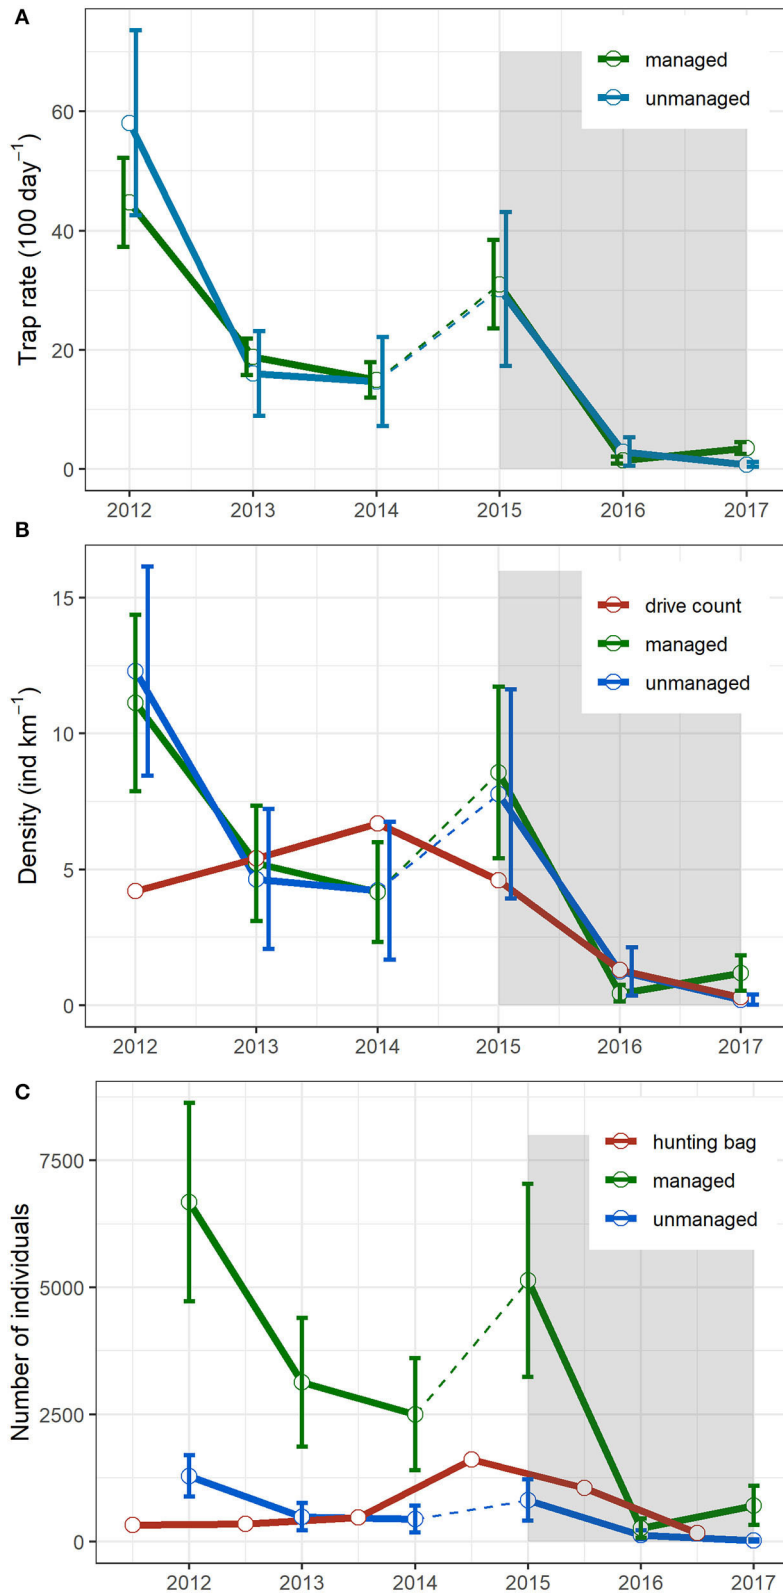 A
Trap rate (100 day⁻¹)
60
40
20
0
managed
unmanaged
2012 2013 2014 2015 2016 2017
B
Density (ind km⁻¹)
15
10
5
0
drive count
managed
unmanaged
2012 2013 2014 2015 2016 2017
C
Number of individuals
7500
5000
2500
0
hunting bag
managed
unmanaged
2012 2013 2014 2015 2016 2017